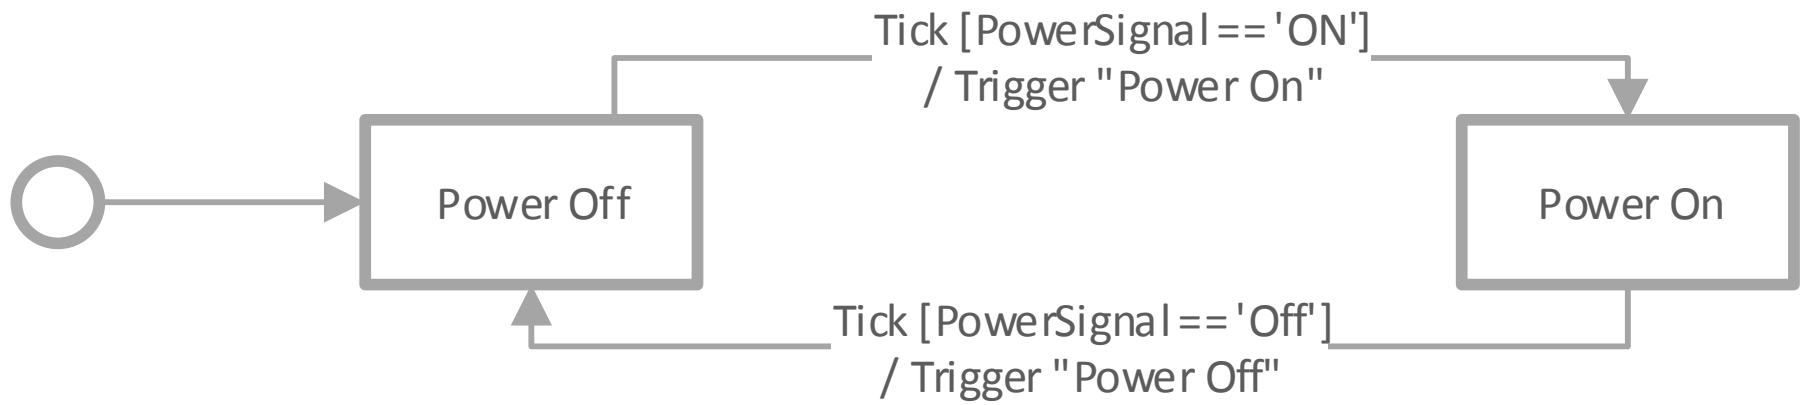 Tick [PowerSignal == 'ON']
/ Trigger "Power On"
Power Off
Power On
Tick [PowerSignal == 'Off']
/ Trigger "Power Off"